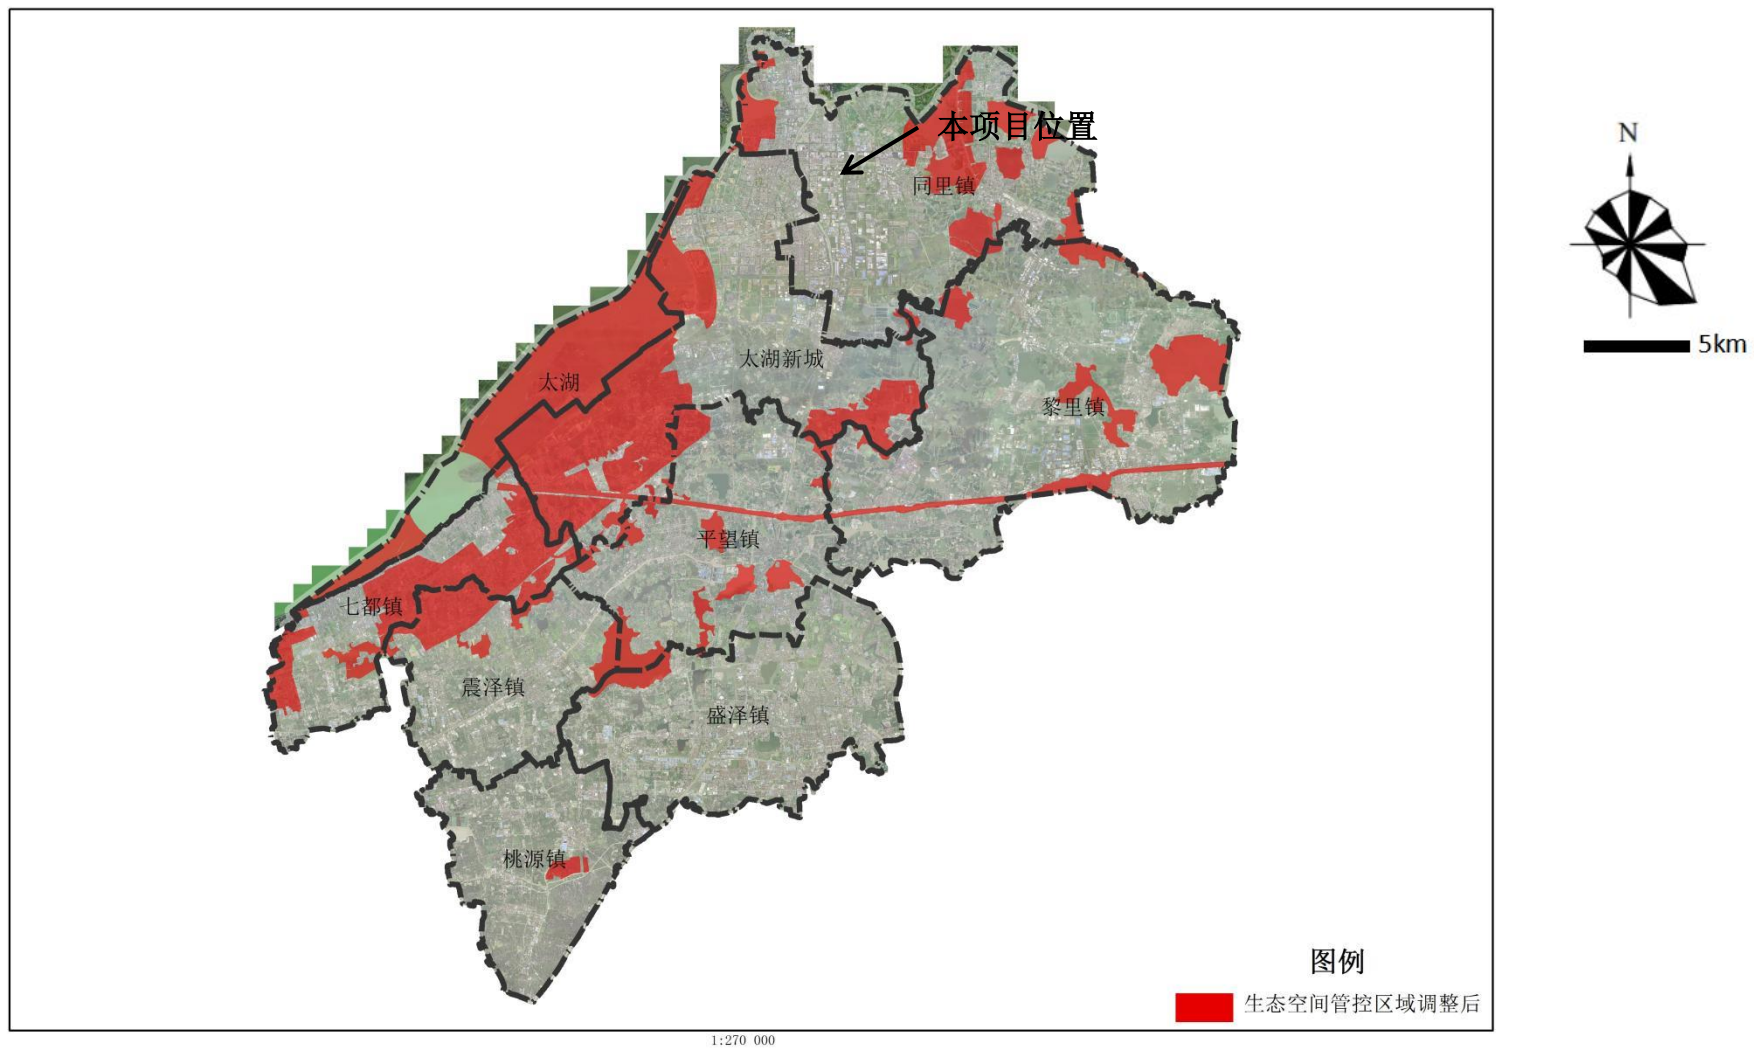 本项目位置
N
同里镇
5km
太湖新城
太湖
黎里镇
平望镇
七都镇
震泽镇
盛泽镇
桃源镇
图例
生态空间管控区域调整后
1:270 000